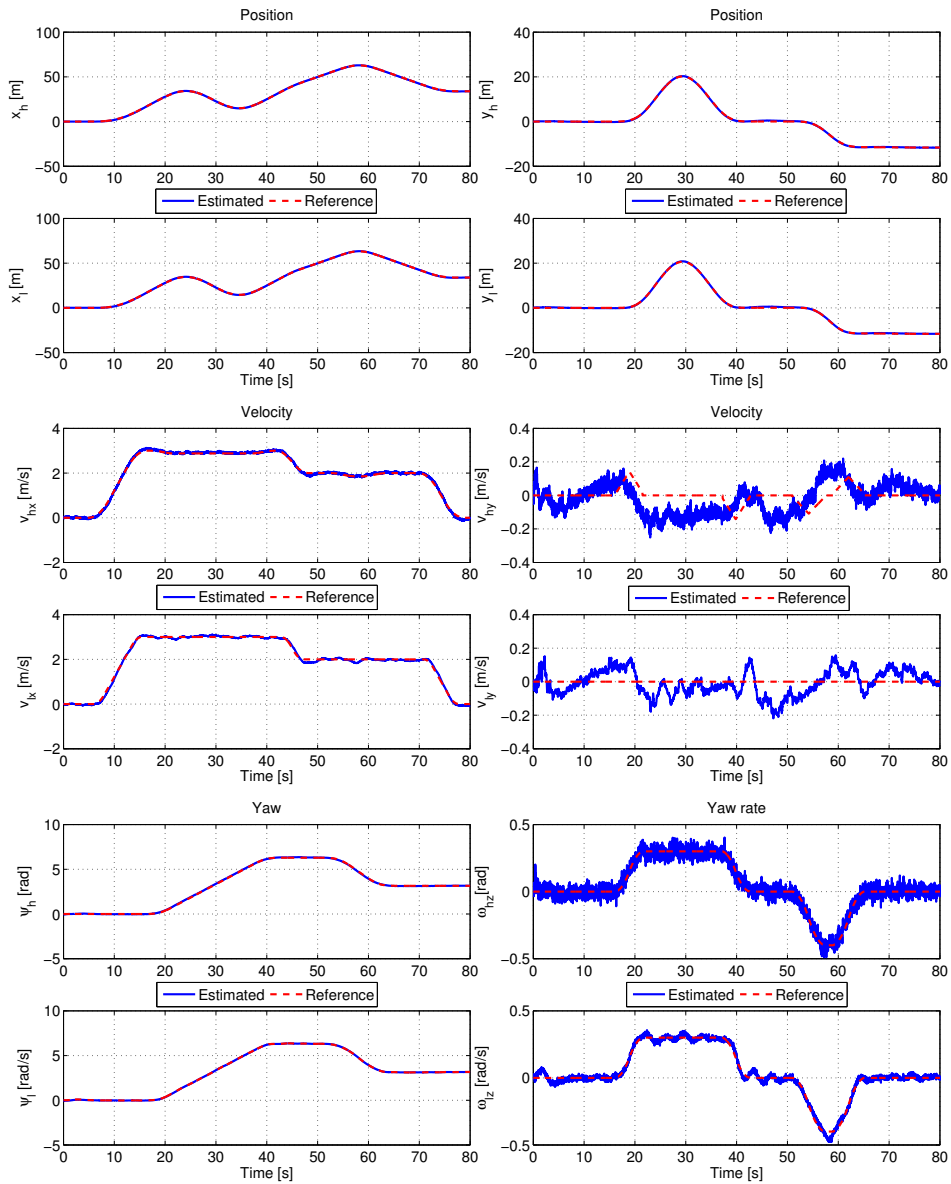 Position
x_h [m]
100
50
0
−50
0 10 20 30 40 50 60 70 80
Estimated Reference
x_l [m]
100
50
0
−50
0 10 20 30 40 50 60 70 80
Time [s]
Position
y_h [m]
40
20
0
−20
0 10 20 30 40 50 60 70 80
Estimated Reference
y_l [m]
40
20
0
−20
0 10 20 30 40 50 60 70 80
Time [s]
Velocity
v_hx [m/s]
4
2
0
−2
0 10 20 30 40 50 60 70 80
Estimated Reference
v_lx [m/s]
4
2
0
−2
0 10 20 30 40 50 60 70 80
Time [s]
Velocity
v_hy [m/s]
0.4
0.2
0
−0.2
−0.4
0 10 20 30 40 50 60 70 80
Estimated Reference
v_ly [m/s]
0.4
0.2
0
−0.2
−0.4
0 10 20 30 40 50 60 70 80
Time [s]
Yaw
ψ_h [rad]
10
5
0
−5
0 10 20 30 40 50 60 70 80
Estimated Reference
ψ_l [rad/s]
10
5
0
−5
0 10 20 30 40 50 60 70 80
Time [s]
Yaw rate
ω_hz [rad]
0.5
0
−0.5
0 10 20 30 40 50 60 70 80
Estimated Reference
ω_lz [rad/s]
0.5
0
−0.5
0 10 20 30 40 50 60 70 80
Time [s]